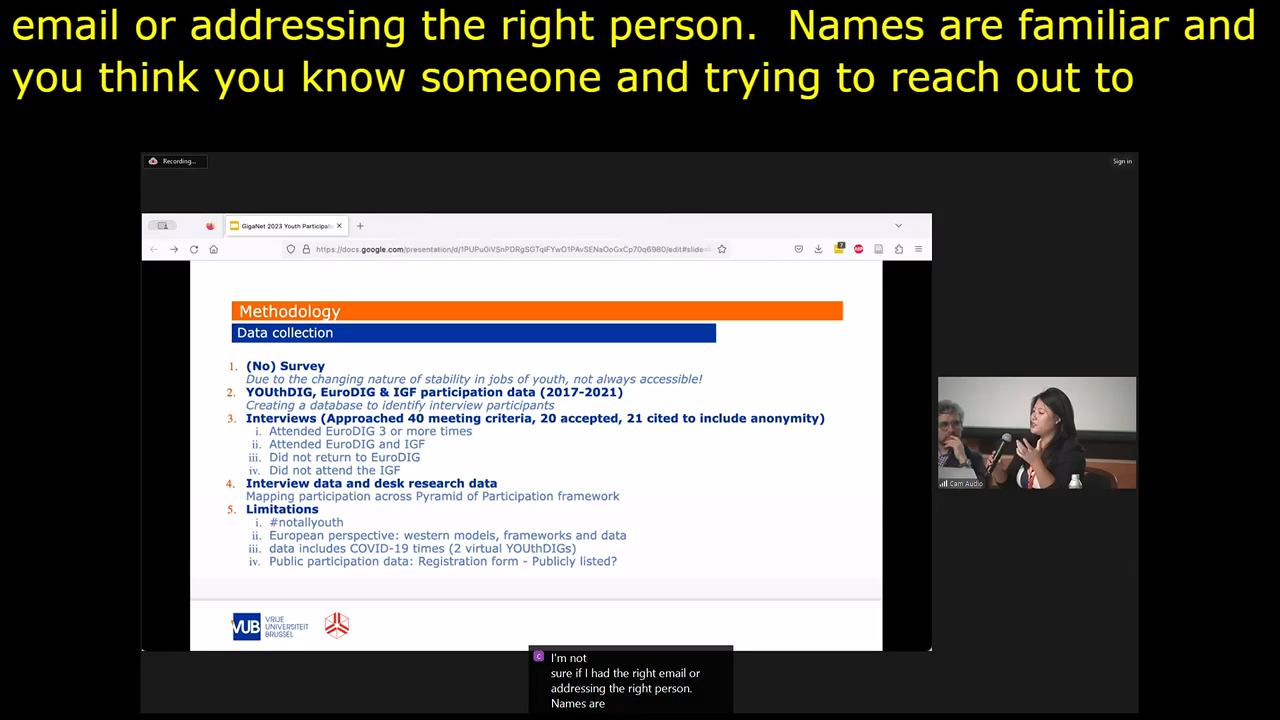 email or addressing the right person.  Names are familiar and
you think you know someone and trying to reach out to
Recording...
Sign in
GigaNet 2023 Youth Participa
Methodology
Data collection
1. (No) Survey
Due to the changing nature of stability in jobs of youth, not always accessible!
2. YOUthDIG, EuroDIG & IGF participation data (2017-2021)
Creating a database to identify interview participants
3. Interviews (Approached 40 meeting criteria, 20 accepted, 21 cited to include anonymity)
i. Attended EuroDIG 3 or more times
ii. Attended EuroDIG and IGF
iii. Did not return to EuroDIG
iv. Did not attend the IGF
4. Interview data and desk research data
Mapping participation across Pyramid of Participation framework
5. Limitations
i. #notallyouth
ii. European perspective: western models, frameworks and data
iii. data includes COVID-19 times (2 virtual YOUthDIGs)
iv. Public participation data: Registration form - Publicly listed?
VUB
VRIJE
UNIVERSITEIT
BRUSSEL
Cam Audio
C
I'm not
sure if I had the right email or
addressing the right person.
Names are